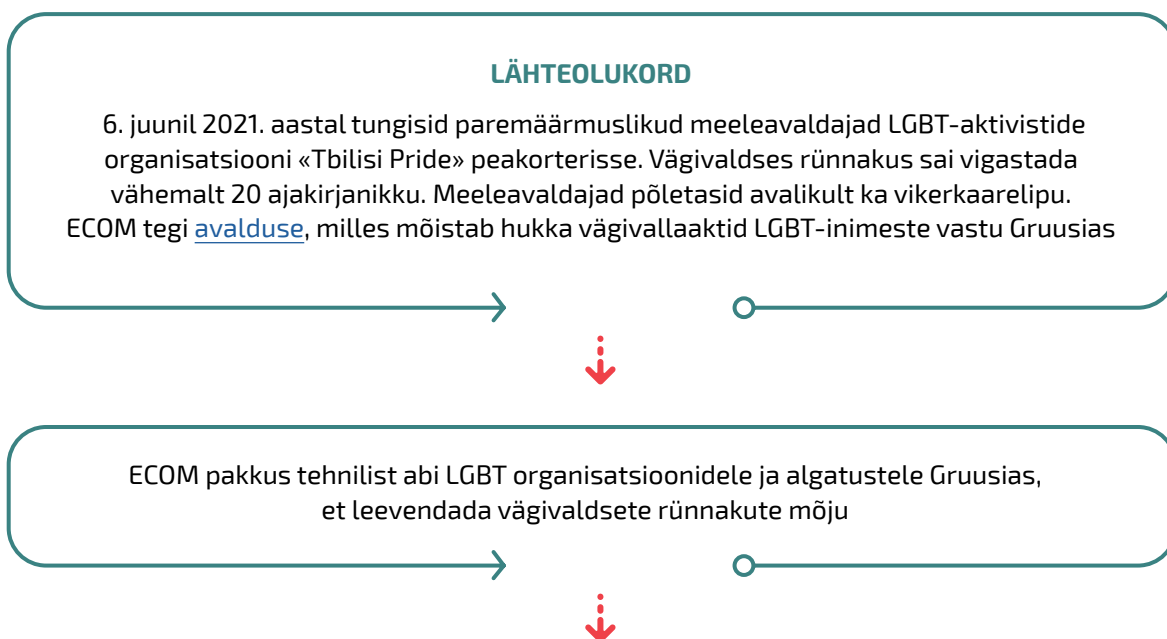 LÄHTEOLUKORD
6. juunil 2021. aastal tungisid paremäärmuslikud meeleavaldajad LGBT-aktivistide
organisatsiooni «Tbilisi Pride» peakorterisse. Vägivaldses rünnakus sai vigastada
vähemalt 20 ajakirjanikku. Meeleavaldajad põletasid avalikult ka vikerkaarelipu.
ECOM tegi avalduse, milles mõistab hukka vägivallaaktid LGBT-inimeste vastu Gruusias
ECOM pakkus tehnilist abi LGBT organisatsioonidele ja algatustele Gruusias,
et leevendada vägivaldsete rünnakute mõju